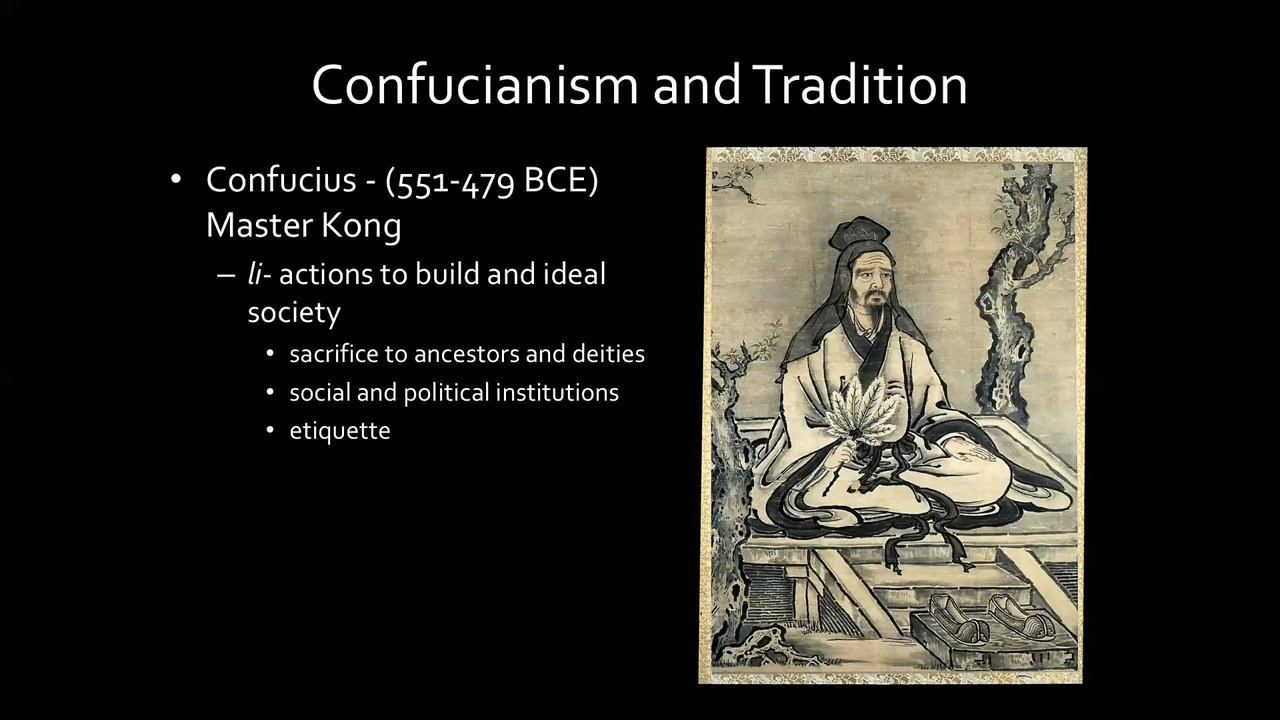 Confucianism and Tradition
• Confucius - (551-479 BCE)
Master Kong
– li- actions to build and ideal
society
• sacrifice to ancestors and deities
• social and political institutions
• etiquette